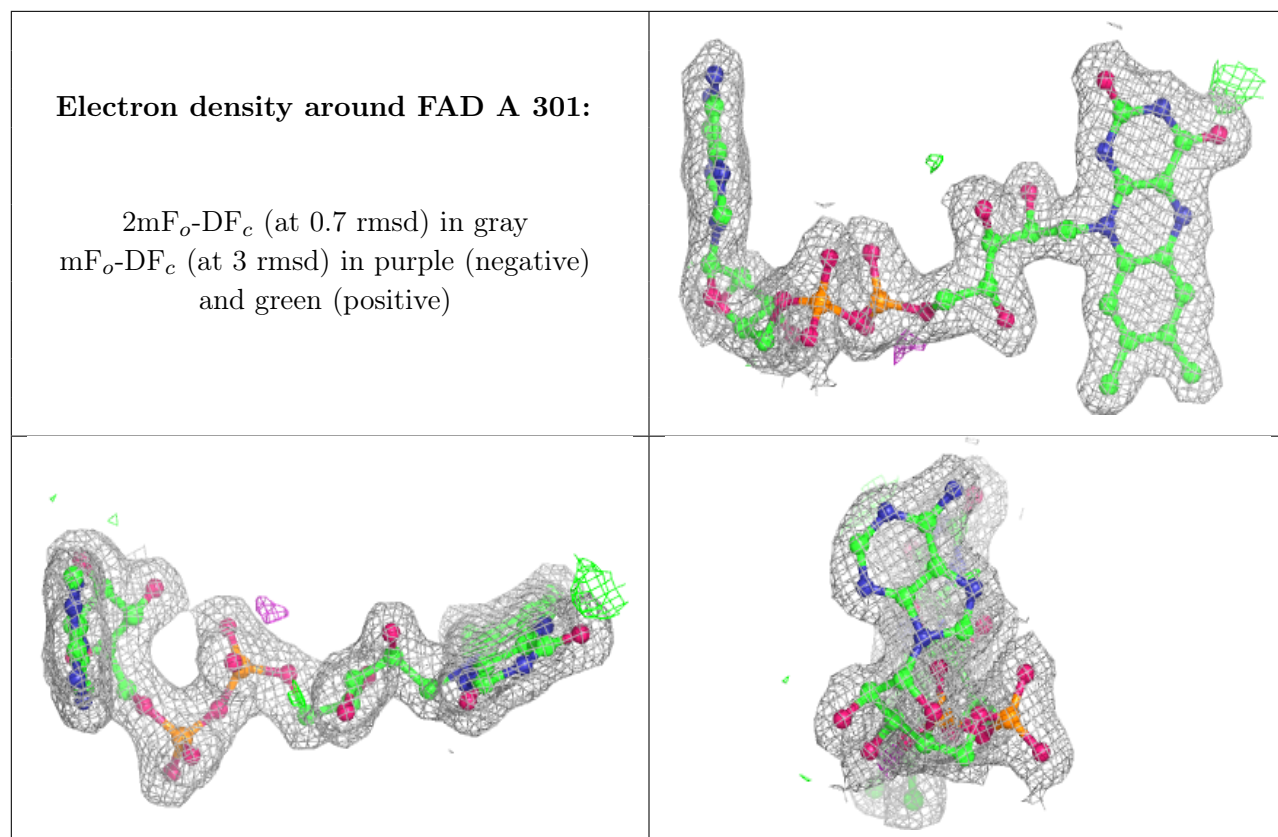 Electron density around FAD A 301:
2mFo-DFc (at 0.7 rmsd) in gray
mFo-DFc (at 3 rmsd) in purple (negative)
and green (positive)